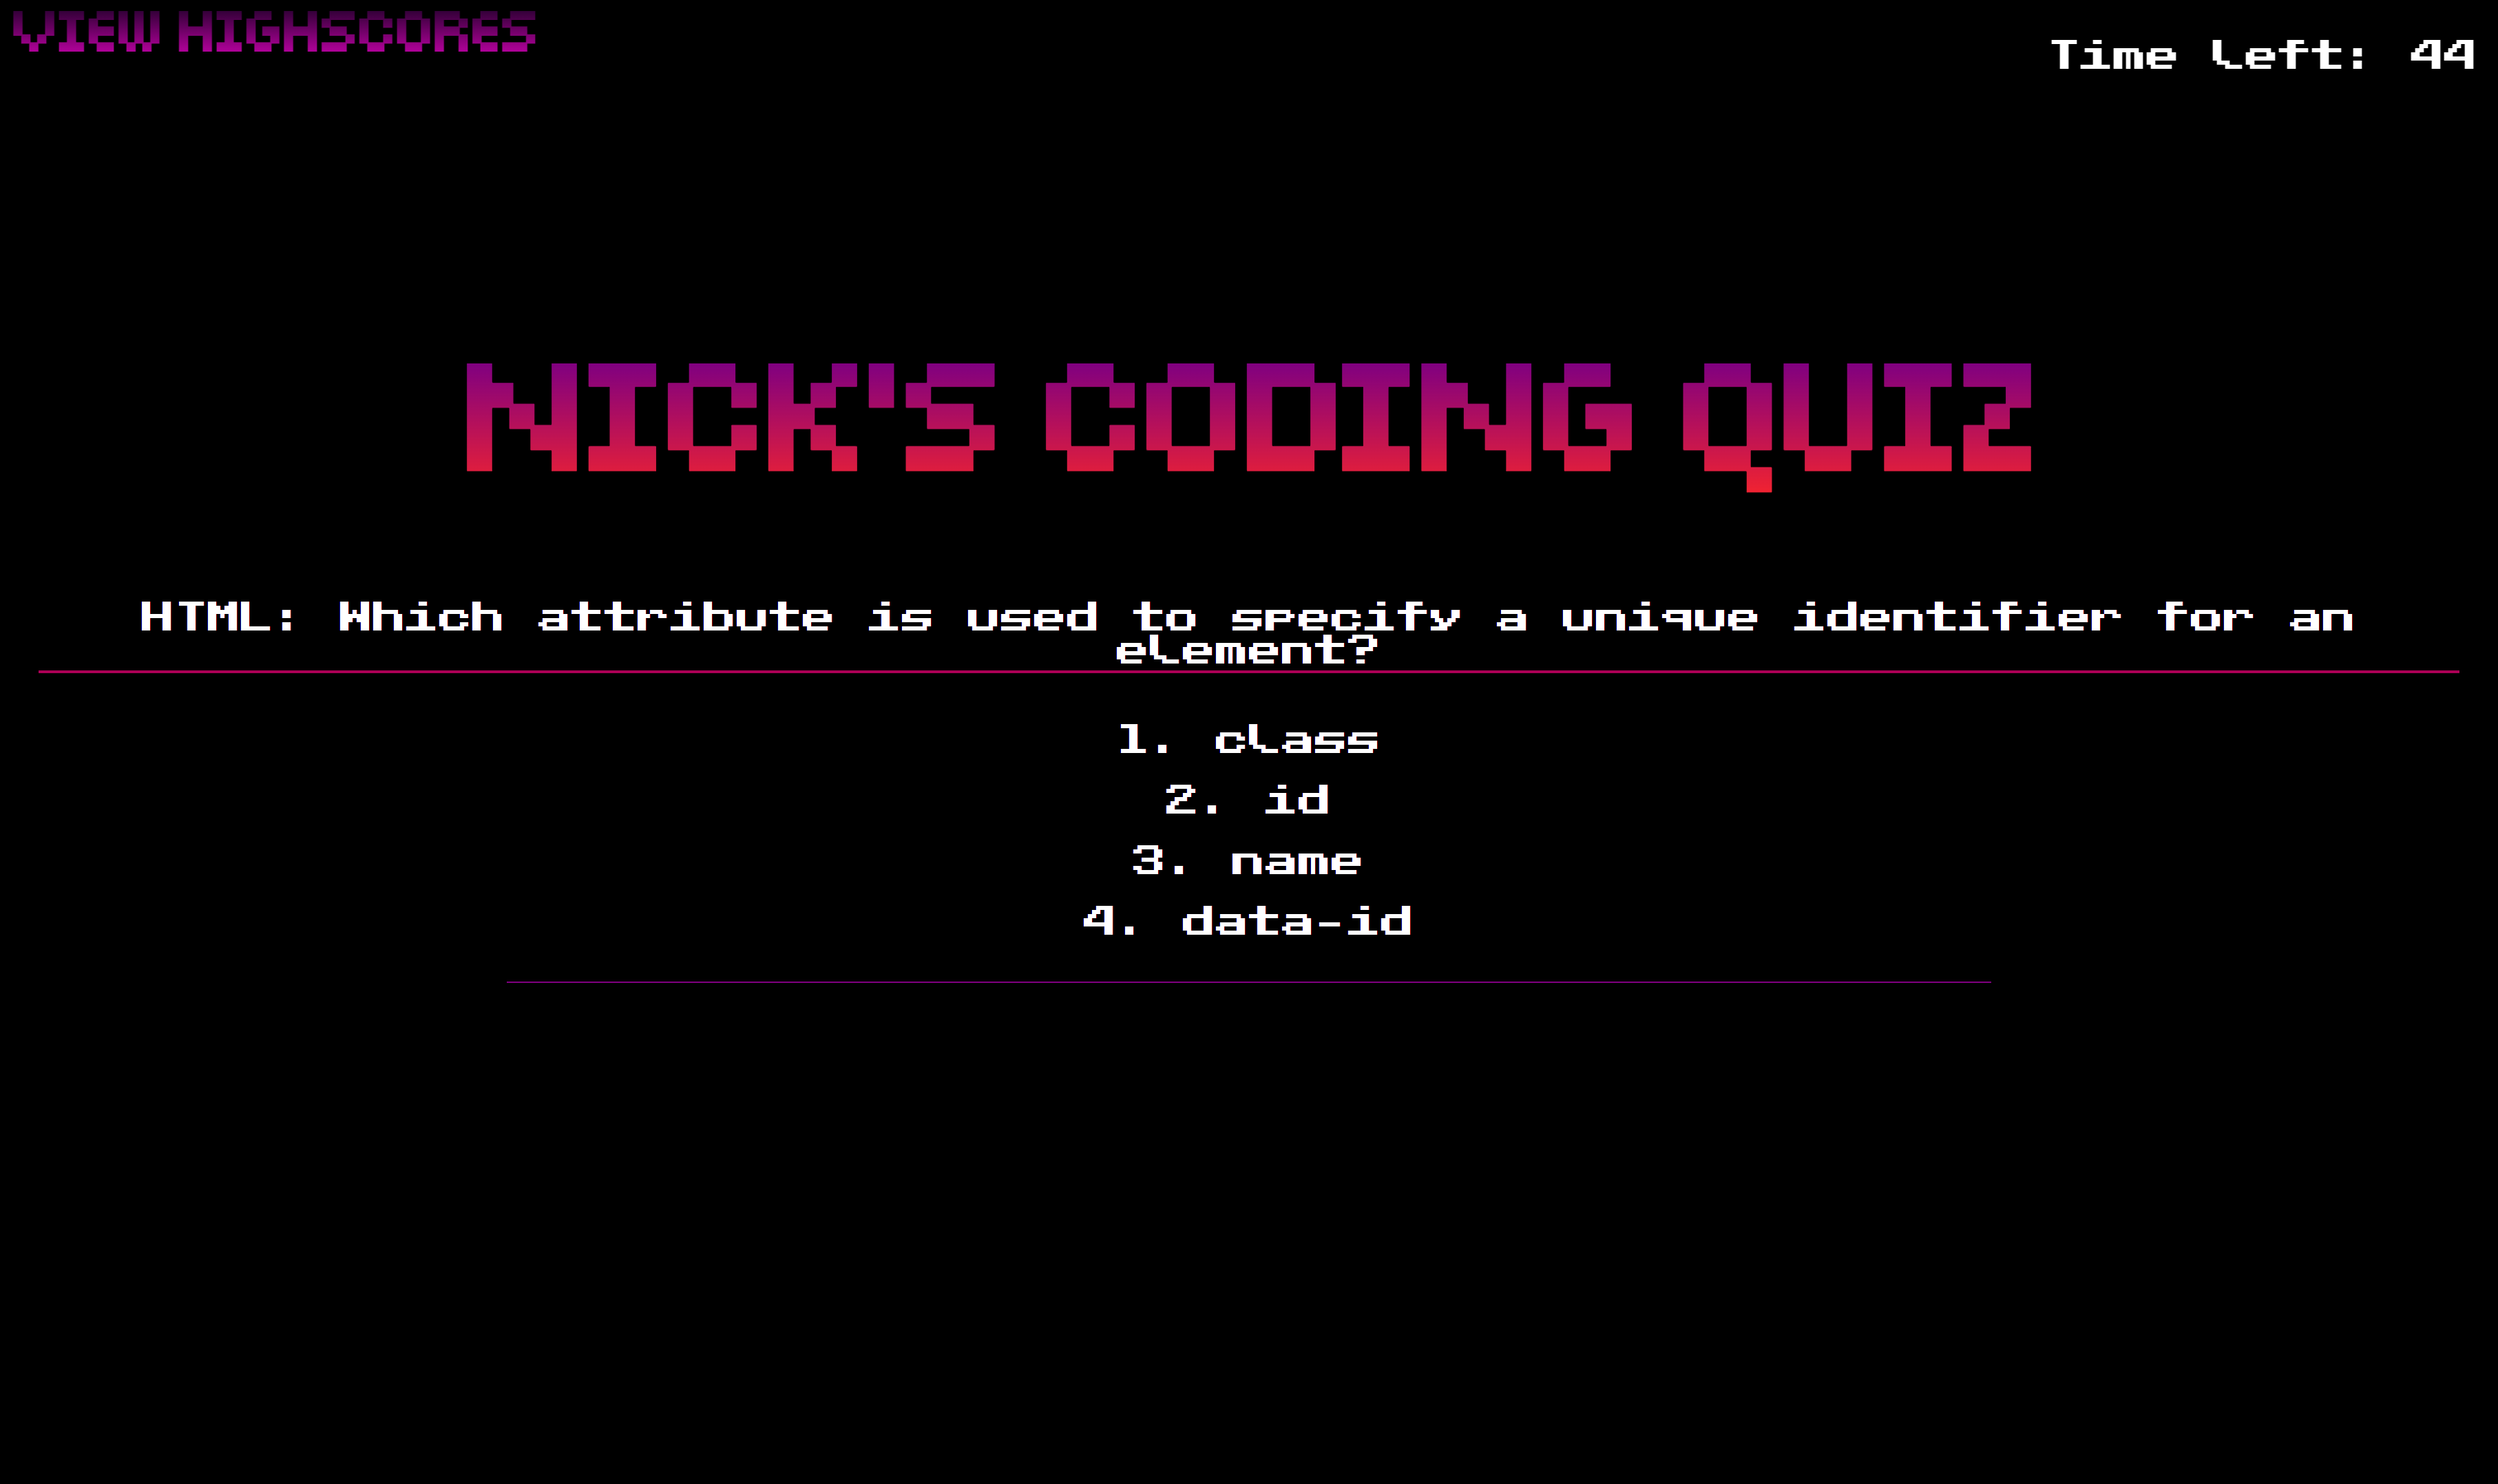 VIEW HIGHSCORES
Time Left: 44
NICK'S CODING QUIZ
HTML: Which attribute is used to specify a unique identifier for an
element?
1. class
2. id
3. name
4. data-id